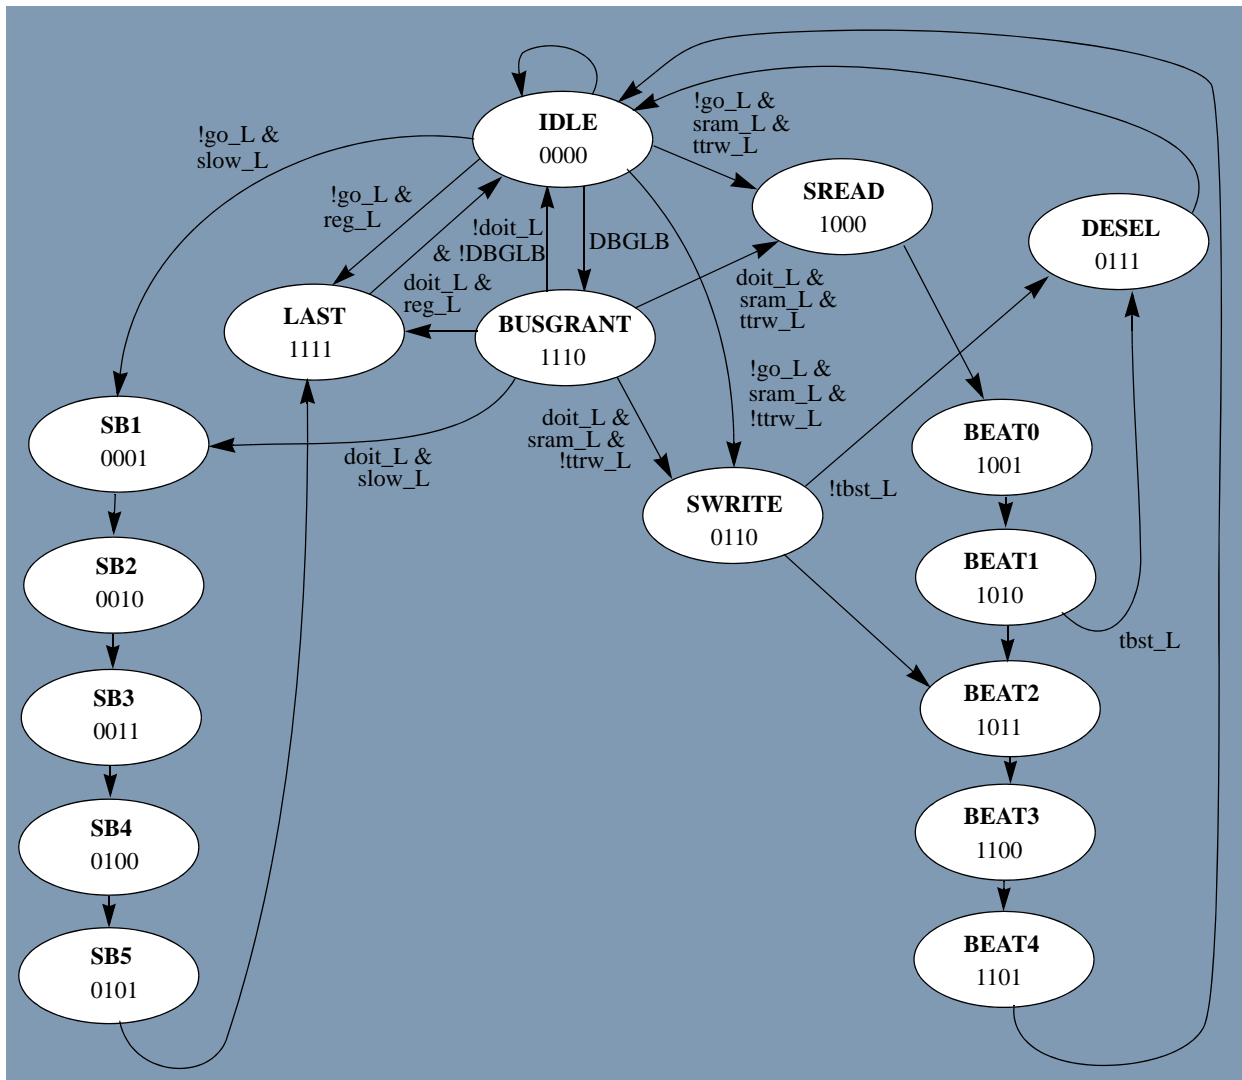 IDLE
0000
!go_L &
sram_L &
ttrw_L
!go_L &
slow_L
!go_L &
reg_L
SREAD
1000
!doit_L
& !DBGLB
DBGLB
DESEL
0111
doit_L &
reg_L
doit_L &
sram_L &
ttrw_L
LAST
1111
BUSGRANT
1110
!go_L &
sram_L &
!ttrw_L
SB1
0001
doit_L &
slow_L
doit_L &
sram_L &
!ttrw_L
BEAT0
1001
!tbst_L
SWRITE
0110
SB2
0010
BEAT1
1010
tbst_L
SB3
0011
BEAT2
1011
SB4
0100
BEAT3
1100
SB5
0101
BEAT4
1101